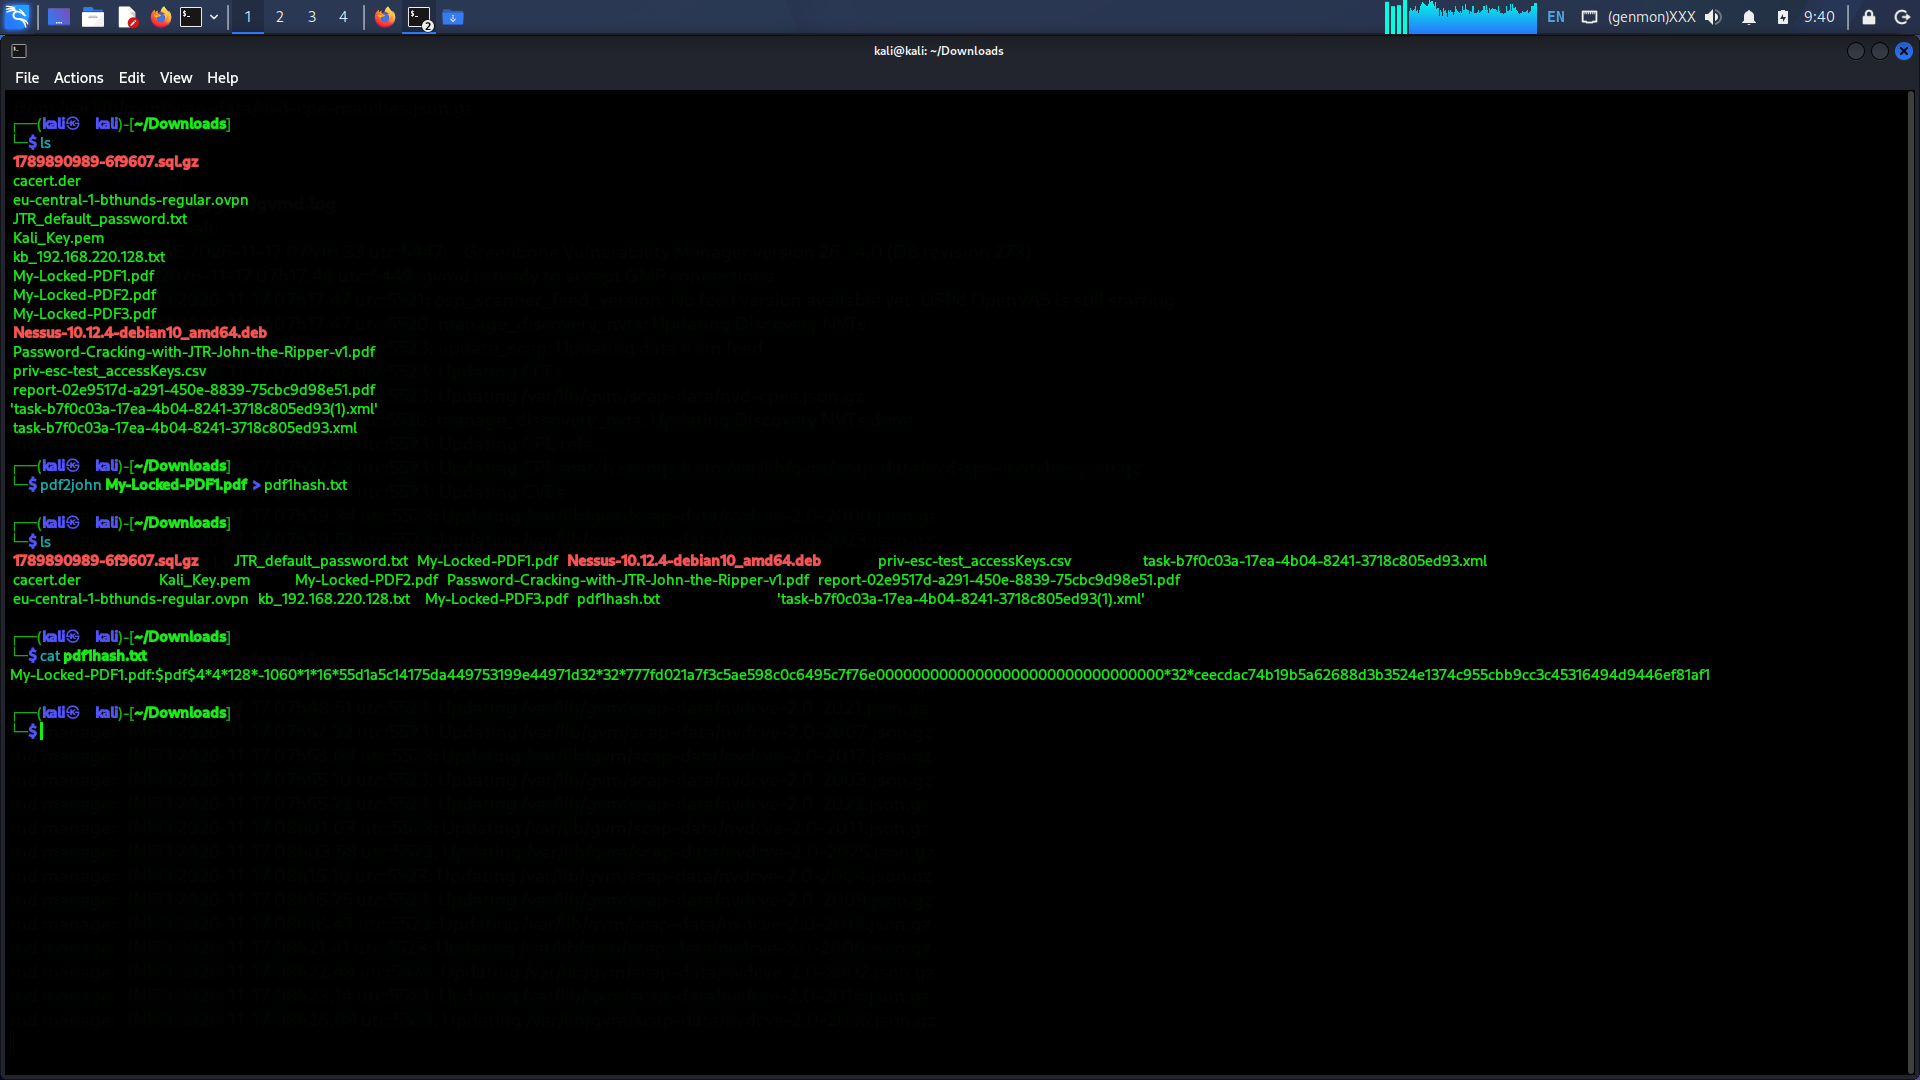 1 2 3 4 2 EN (genmon)XXX 9:40
kali@kali: ~/Downloads
File Actions Edit View Help
┌──(kali㉿kali)-[~/Downloads]
└─$ ls
1789890989-6f9607.sql.gz
cacert.der
eu-central-1-bthunds-regular.ovpn
JTR_default_password.txt
Kali_Key.pem
kb_192.168.220.128.txt
My-Locked-PDF1.pdf
My-Locked-PDF2.pdf
My-Locked-PDF3.pdf
Nessus-10.12.4-debian10_amd64.deb
Password-Cracking-with-JTR-John-the-Ripper-v1.pdf
priv-esc-test_accessKeys.csv
report-02e9517d-a291-450e-8839-75cbc9d98e51.pdf
'task-b7f0c03a-17ea-4b04-8241-3718c805ed93(1).xml'
task-b7f0c03a-17ea-4b04-8241-3718c805ed93.xml
┌──(kali㉿kali)-[~/Downloads]
└─$ pdf2john My-Locked-PDF1.pdf > pdf1hash.txt
┌──(kali㉿kali)-[~/Downloads]
└─$ ls
1789890989-6f9607.sql.gz JTR_default_password.txt My-Locked-PDF1.pdf Nessus-10.12.4-debian10_amd64.deb priv-esc-test_accessKeys.csv task-b7f0c03a-17ea-4b04-8241-3718c805ed93.xml
cacert.der Kali_Key.pem My-Locked-PDF2.pdf Password-Cracking-with-JTR-John-the-Ripper-v1.pdf report-02e9517d-a291-450e-8839-75cbc9d98e51.pdf
eu-central-1-bthunds-regular.ovpn kb_192.168.220.128.txt My-Locked-PDF3.pdf pdf1hash.txt 'task-b7f0c03a-17ea-4b04-8241-3718c805ed93(1).xml'
┌──(kali㉿kali)-[~/Downloads]
└─$ cat pdf1hash.txt
My-Locked-PDF1.pdf:$pdf$4*4*128*-1060*1*16*55d1a5c14175da449753199e44971d32*32*777fd021a7f3c5ae598c0c6495c7f76e00000000000000000000000000000000*32*ceecdac74b19b5a62688d3b3524e1374c955cbb9cc3c45316494d9446ef81af1
┌──(kali㉿kali)-[~/Downloads]
└─$